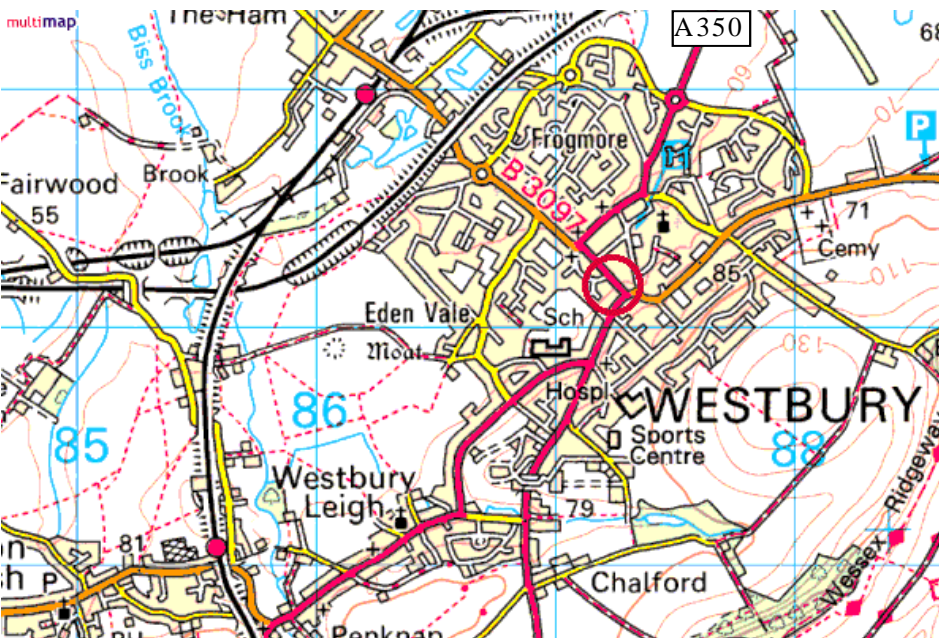 multimap
The Ham
A350
68
Biss Brook
60
70
P
Frogmore
M
Brook
B 3097
Fairwood
55
71
Cemy
85
110
Eden Vale
Sch
130
Moat
Hospl
WESTBURY
86
85
88
Sports
Centre
Westbury
Leigh
Ridgeway
79
81
Wessex
n
h P
Chalford
Penknap